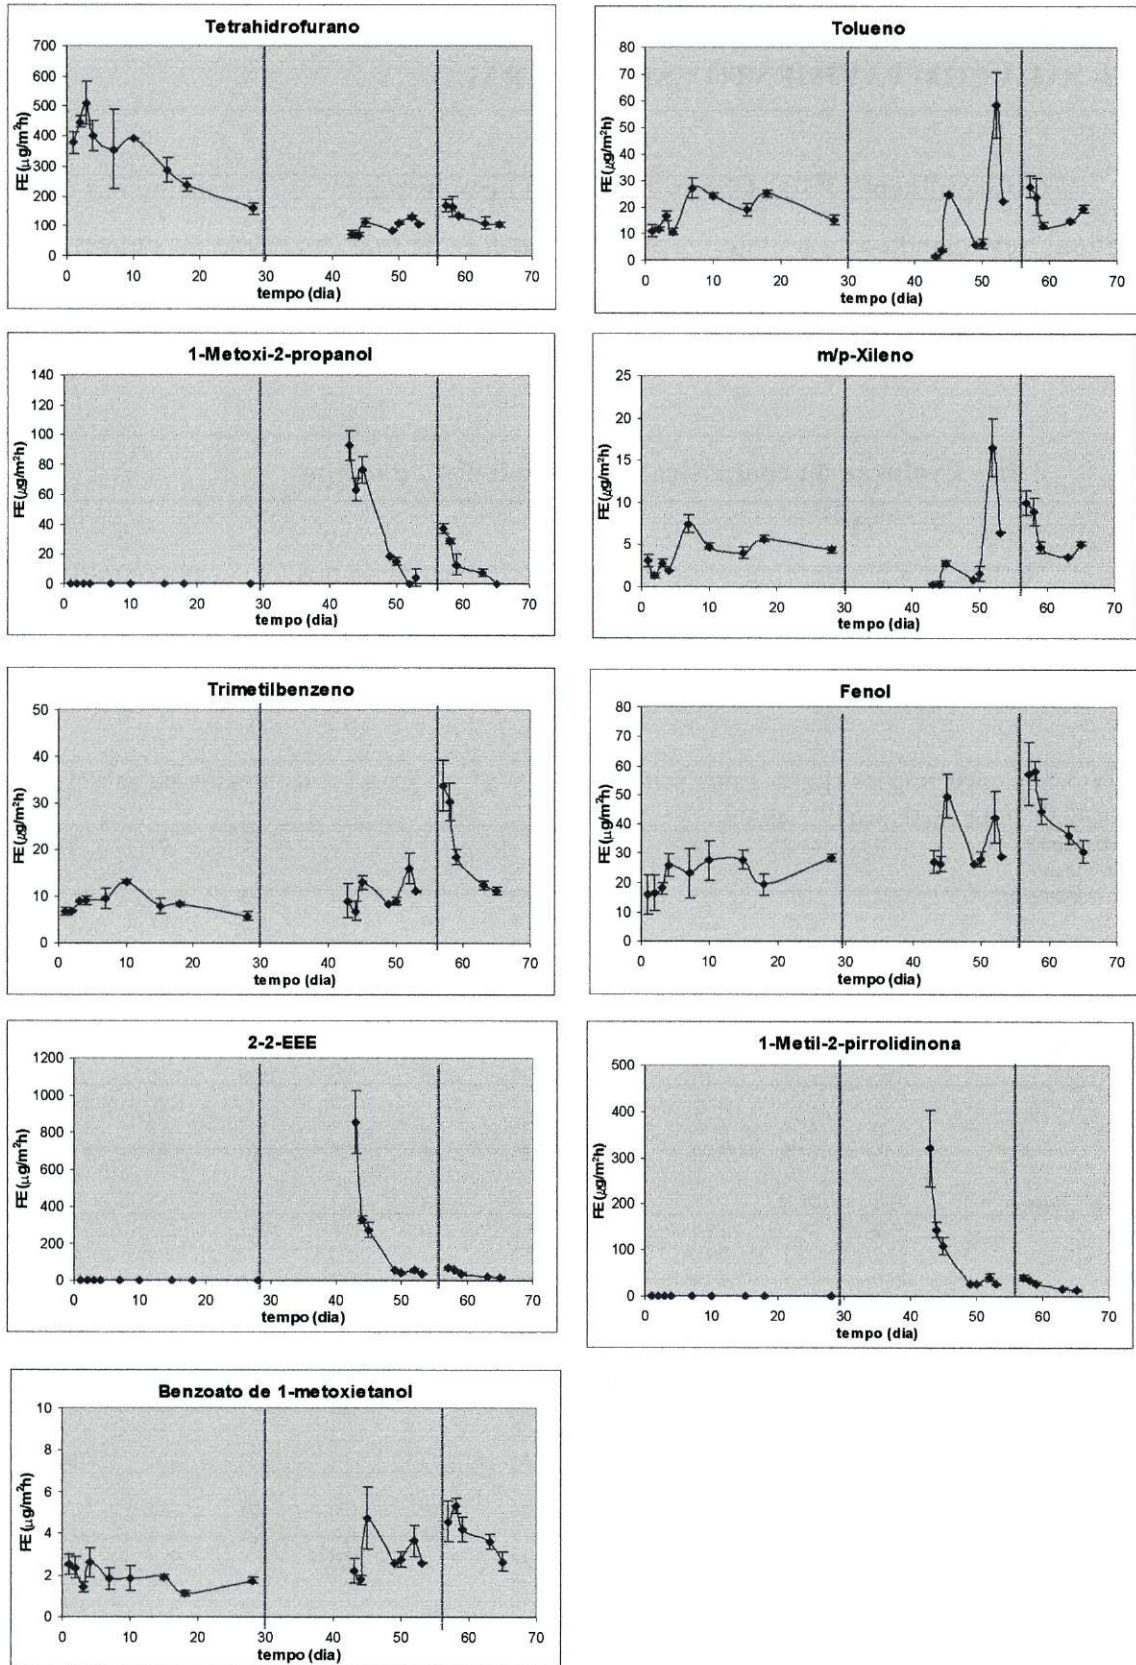 Tetrahidrofurano
FE (µg/m²h)
700
600
500
400
300
200
100
0
0 10 20 30 40 50 60 70
tempo (dia)
Tolueno
FE (µg/m²h)
80
70
60
50
40
30
20
10
0
0 10 20 30 40 50 60 70
tempo (dia)
1-Metoxi-2-propanol
FE (µg/m²h)
140
120
100
80
60
40
20
0
0 10 20 30 40 50 60 70
tempo (dia)
m/p-Xileno
FE (µg/m²h)
25
20
15
10
5
0
0 10 20 30 40 50 60 70
tempo (dia)
Trimetilbenzeno
FE (µg/m²h)
50
40
30
20
10
0
0 10 20 30 40 50 60 70
tempo (dia)
Fenol
FE (µg/m²h)
80
70
60
50
40
30
20
10
0
0 10 20 30 40 50 60 70
tempo (dia)
2-2-EEE
FE (µg/m²h)
1200
1000
800
600
400
200
0
0 10 20 30 40 50 60 70
tempo (dia)
1-Metil-2-pirrolidinona
FE (µg/m²h)
500
400
300
200
100
0
0 10 20 30 40 50 60 70
tempo (dia)
Benzoato de 1-metoxietanol
FE (µg/m²h)
10
8
6
4
2
0
0 10 20 30 40 50 60 70
tempo (dia)